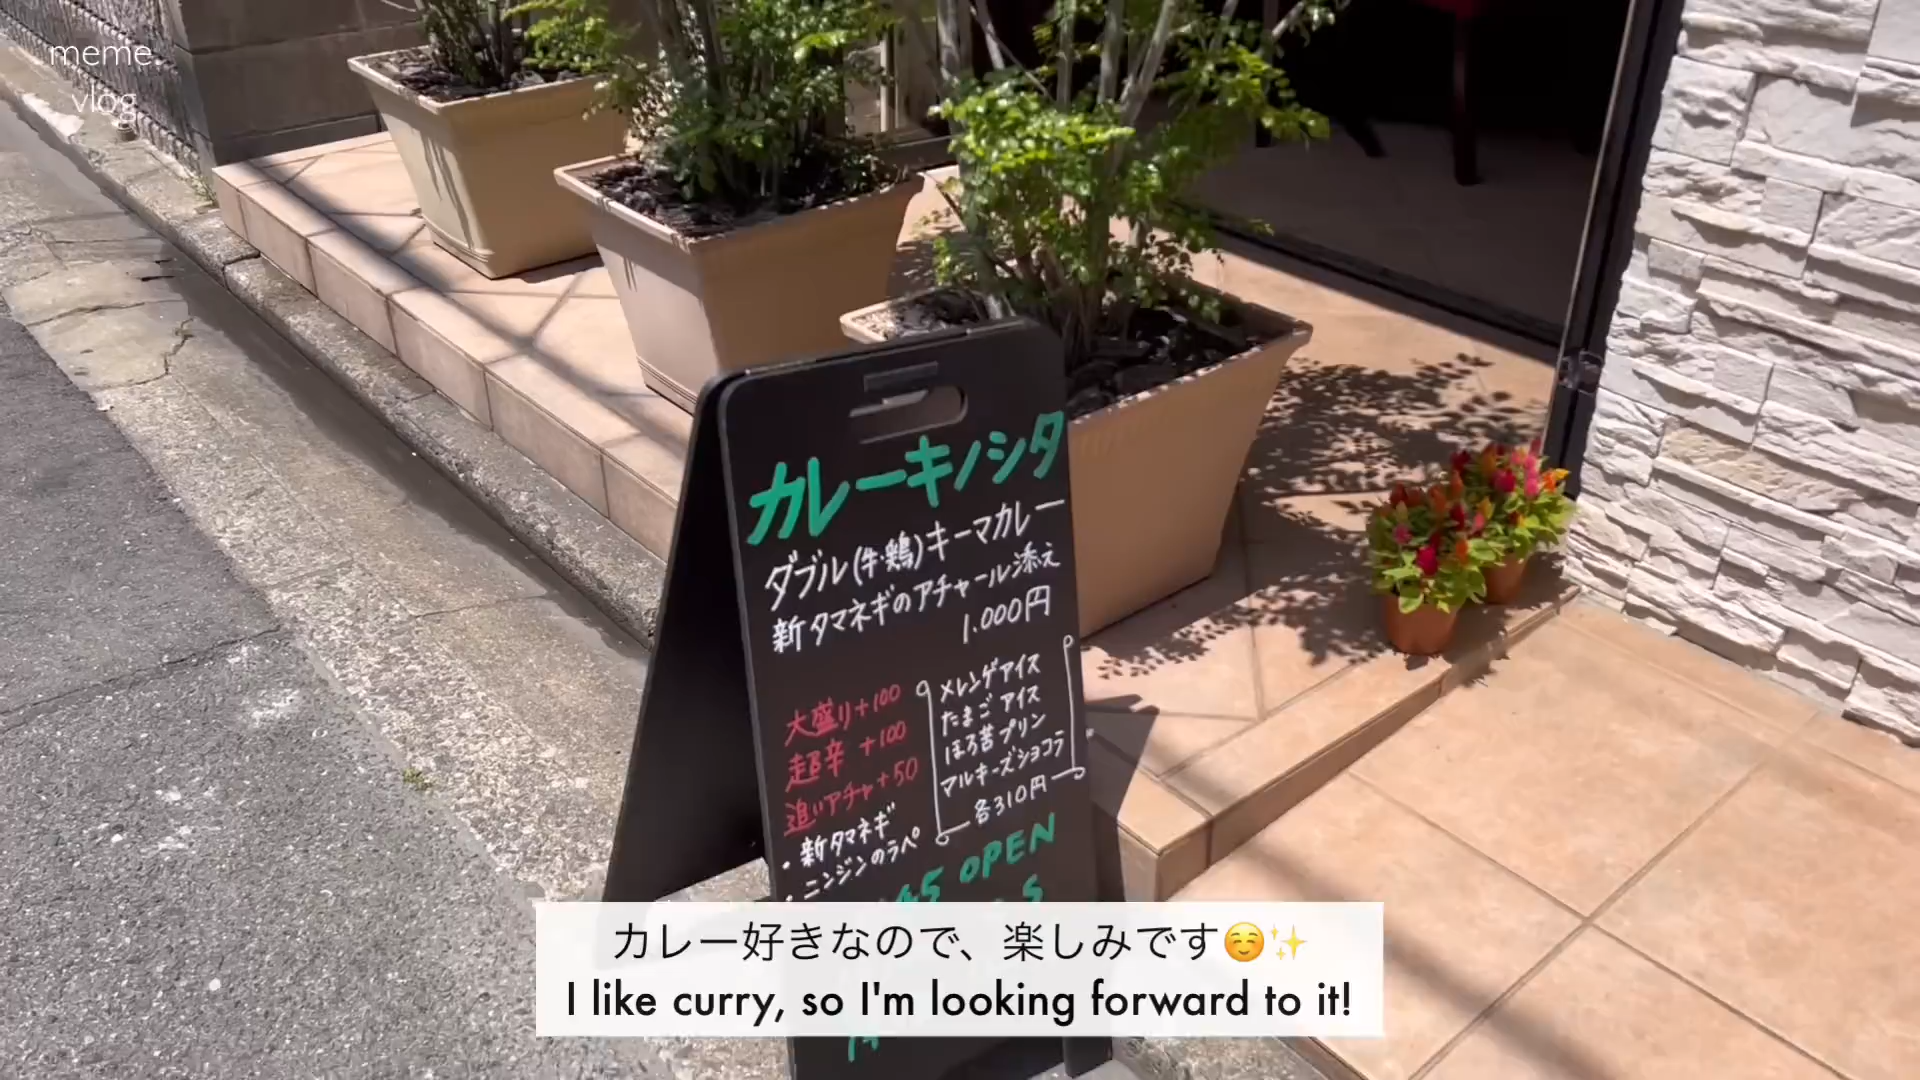 meme.
vlog
カレーキノシタ
ダブル(牛・鶏)キーマカレー
新タマネギのアチャール添え
1.000円
大盛り+100
超辛 +100
追いアチャ+50
・新タマネギ
・ニンジンのラペ
メレンゲアイス
たまごアイス
ほろ苦プリン
マルキーズショコラ
各310円
45 OPEN
カレー好きなので、楽しみです☺️✨
I like curry, so I'm looking forward to it!